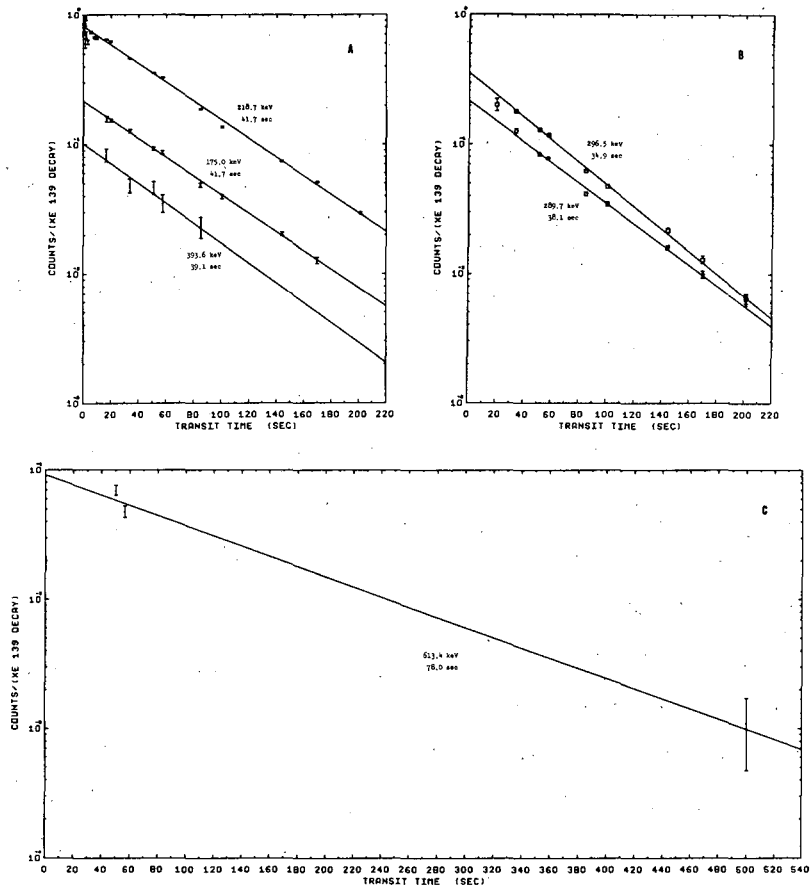 A
COUNTS/(XE 139 DECAY)
218.7 keV
41.7 sec
175.0 keV
41.7 sec
393.6 keV
39.1 sec
0 20 40 60 80 100 120 140 160 180 200 220
TRANSIT TIME (SEC)
B
COUNTS/(XE 139 DECAY)
296.5 keV
34.9 sec
289.7 keV
38.1 sec
0 20 40 60 80 100 120 140 160 180 200 220
TRANSIT TIME (SEC)
C
COUNTS/(XE 139 DECAY)
613.4 keV
78.0 sec
0 20 40 60 80 100 120 140 160 180 200 220 240 260 280 300 320 340 360 380 400 420 440 460 480 500 520 540
TRANSIT TIME (SEC)